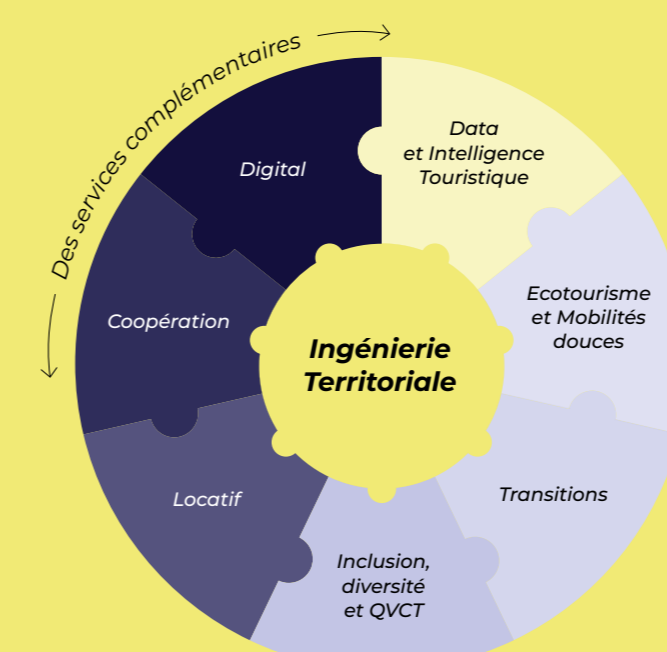 Des services complémentaires
Digital
Data
et Intelligence
Touristique
Ecotourisme
et Mobilités
douces
Transitions
Inclusion,
diversité
et QVCT
Locatif
Coopération
Ingénierie
Territoriale